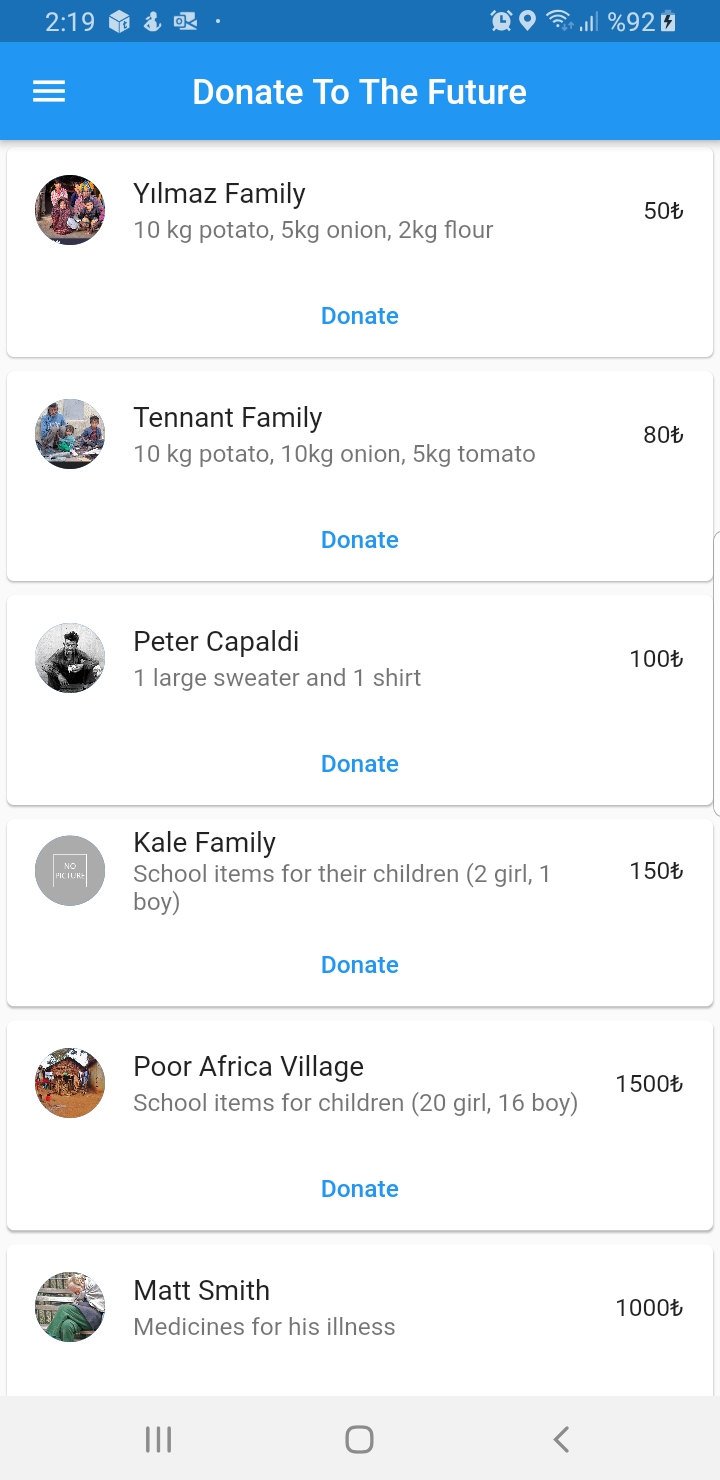 2:19 %92
Donate To The Future
Yılmaz Family
10 kg potato, 5kg onion, 2kg flour
50₺
Donate
Tennant Family
10 kg potato, 10kg onion, 5kg tomato
80₺
Donate
Peter Capaldi
1 large sweater and 1 shirt
100₺
Donate
NO
PICTURE
Kale Family
School items for their children (2 girl, 1
boy)
150₺
Donate
Poor Africa Village
School items for children (20 girl, 16 boy)
1500₺
Donate
Matt Smith
Medicines for his illness
1000₺